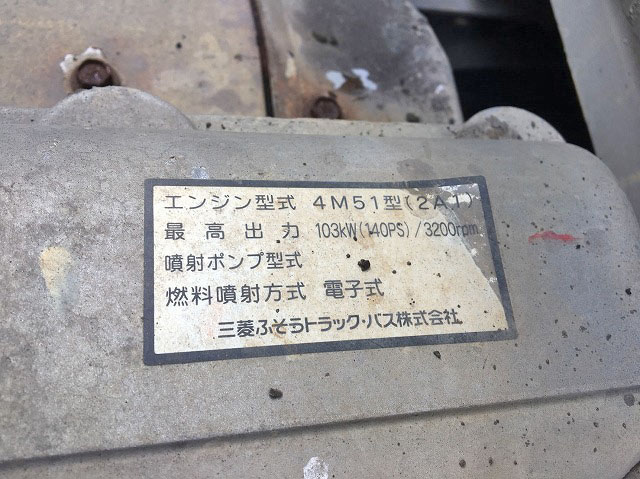 エンジン型式 4M51型(2AT)
最高出力 103kW(140PS)/3200rpm
噴射ポンプ型式
燃料噴射方式 電子式
三菱ふそうトラック・バス株式会社